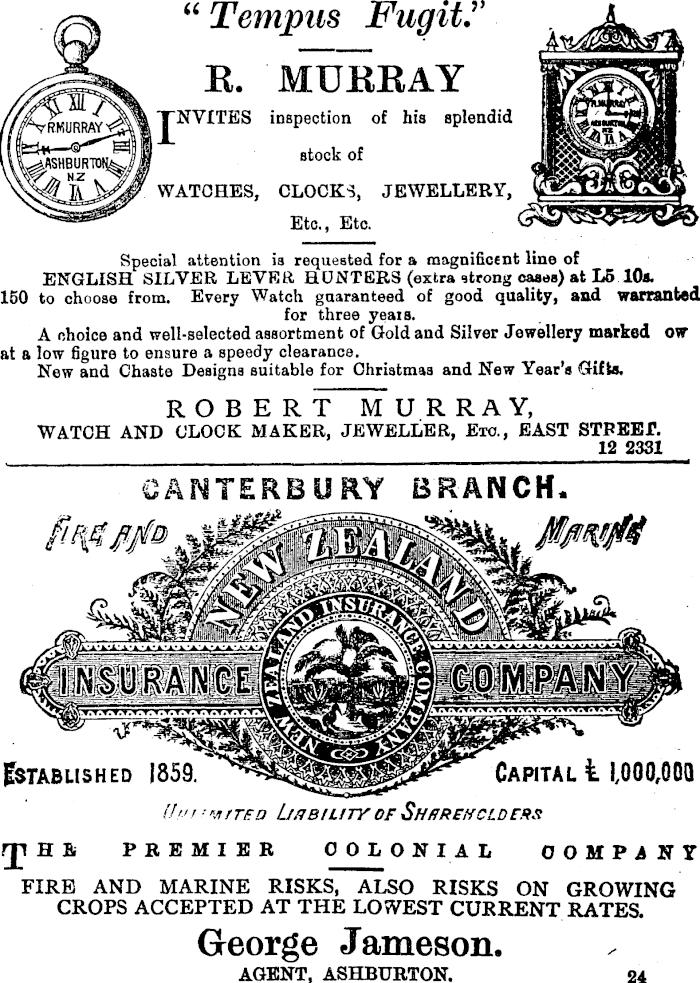 "Tempus Fugit."
R. MURRAY
R. MURRAY
ASHBURTON
N.Z
R. MURRAY
ASHBURTON
N.Z
INVITES inspection of his splendid
stock of
WATCHES, CLOCKS, JEWELLERY,
Etc., Etc.
Special attention is requested for a magnificent line of
ENGLISH SILVER LEVER HUNTERS (extra strong cases) at L5 10s.
150 to choose from. Every Watch guaranteed of good quality, and warranted
for three years.
A choice and well-selected assortment of Gold and Silver Jewellery marked ow
at a low figure to ensure a speedy clearance.
New and Chaste Designs suitable for Christmas and New Year's Gifts.
ROBERT MURRAY,
WATCH AND CLOCK MAKER, JEWELLER, ETC., EAST STREET.
12 2331
CANTERBURY BRANCH.
FIRE AND MARINE
NEW ZEALAND
INSURANCE COMPANY
NEW ZEALAND INSURANCE COMPANY
ESTABLISHED 1859. CAPITAL £ 1,000,000
UNLIMITED LIABILITY OF SHAREHOLDERS
THE PREMIER COLONIAL COMPANY
FIRE AND MARINE RISKS, ALSO RISKS ON GROWING
CROPS ACCEPTED AT THE LOWEST CURRENT RATES.
George Jameson.
AGENT, ASHBURTON. 24